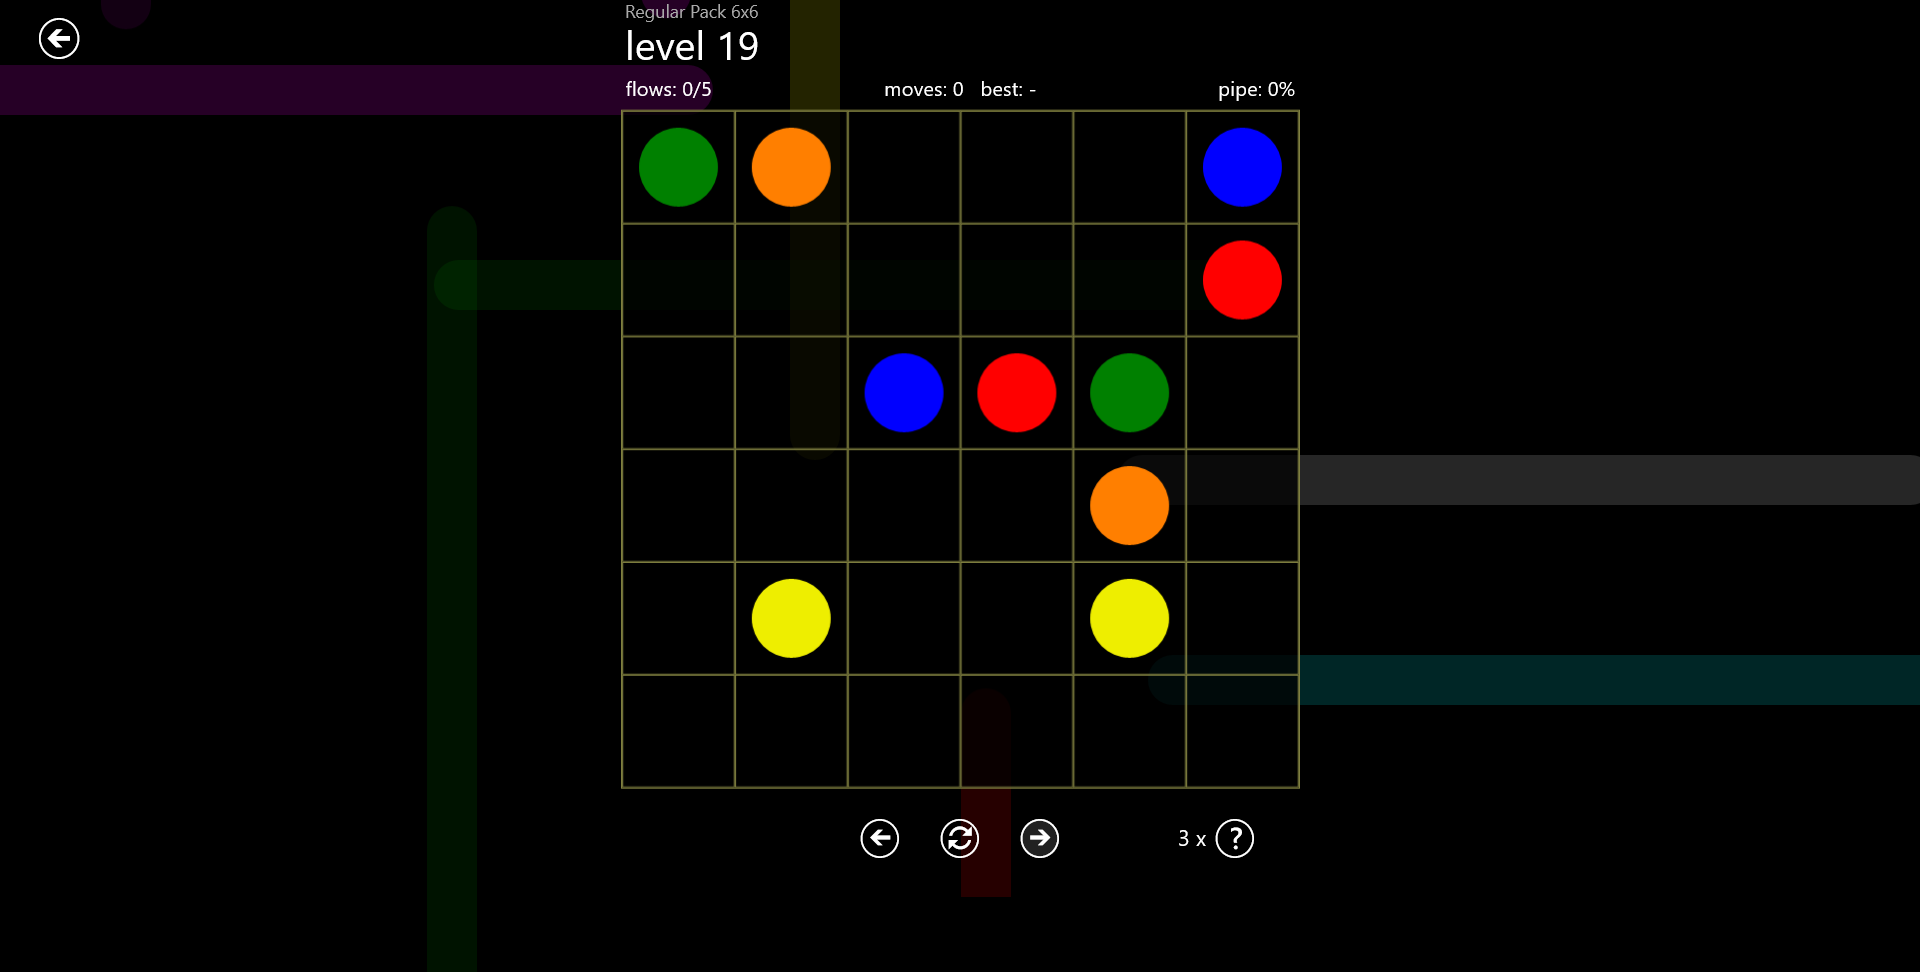 Regular Pack 6x6
level 19
flows: 0/5 moves: 0 best: - pipe: 0%
3 x ?